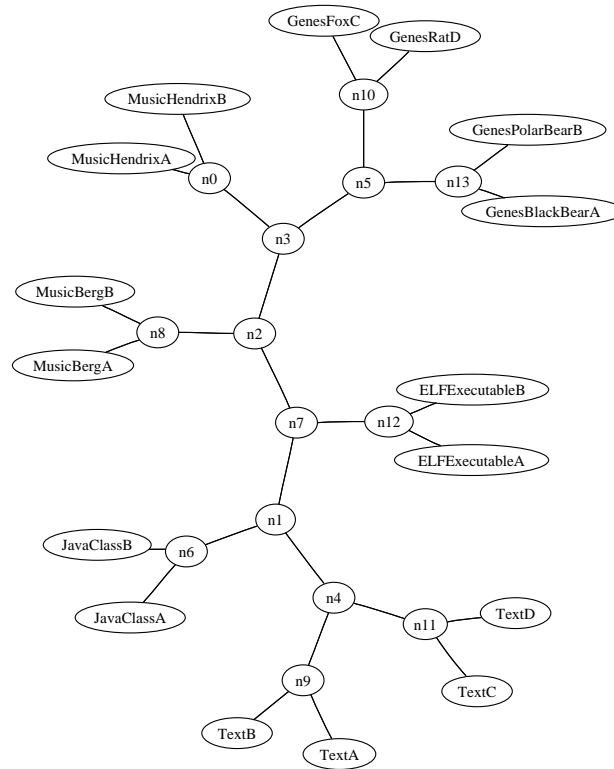 GenesFoxC
GenesRatD
n10
MusicHendrixB
GenesPolarBearB
MusicHendrixA
n0
n5
n13
GenesBlackBearA
n3
MusicBergB
n8
n2
MusicBergA
ELFExecutableB
n7
n12
ELFExecutableA
n1
JavaClassB
n6
n4
JavaClassA
TextD
n11
n9
TextC
TextB
TextA